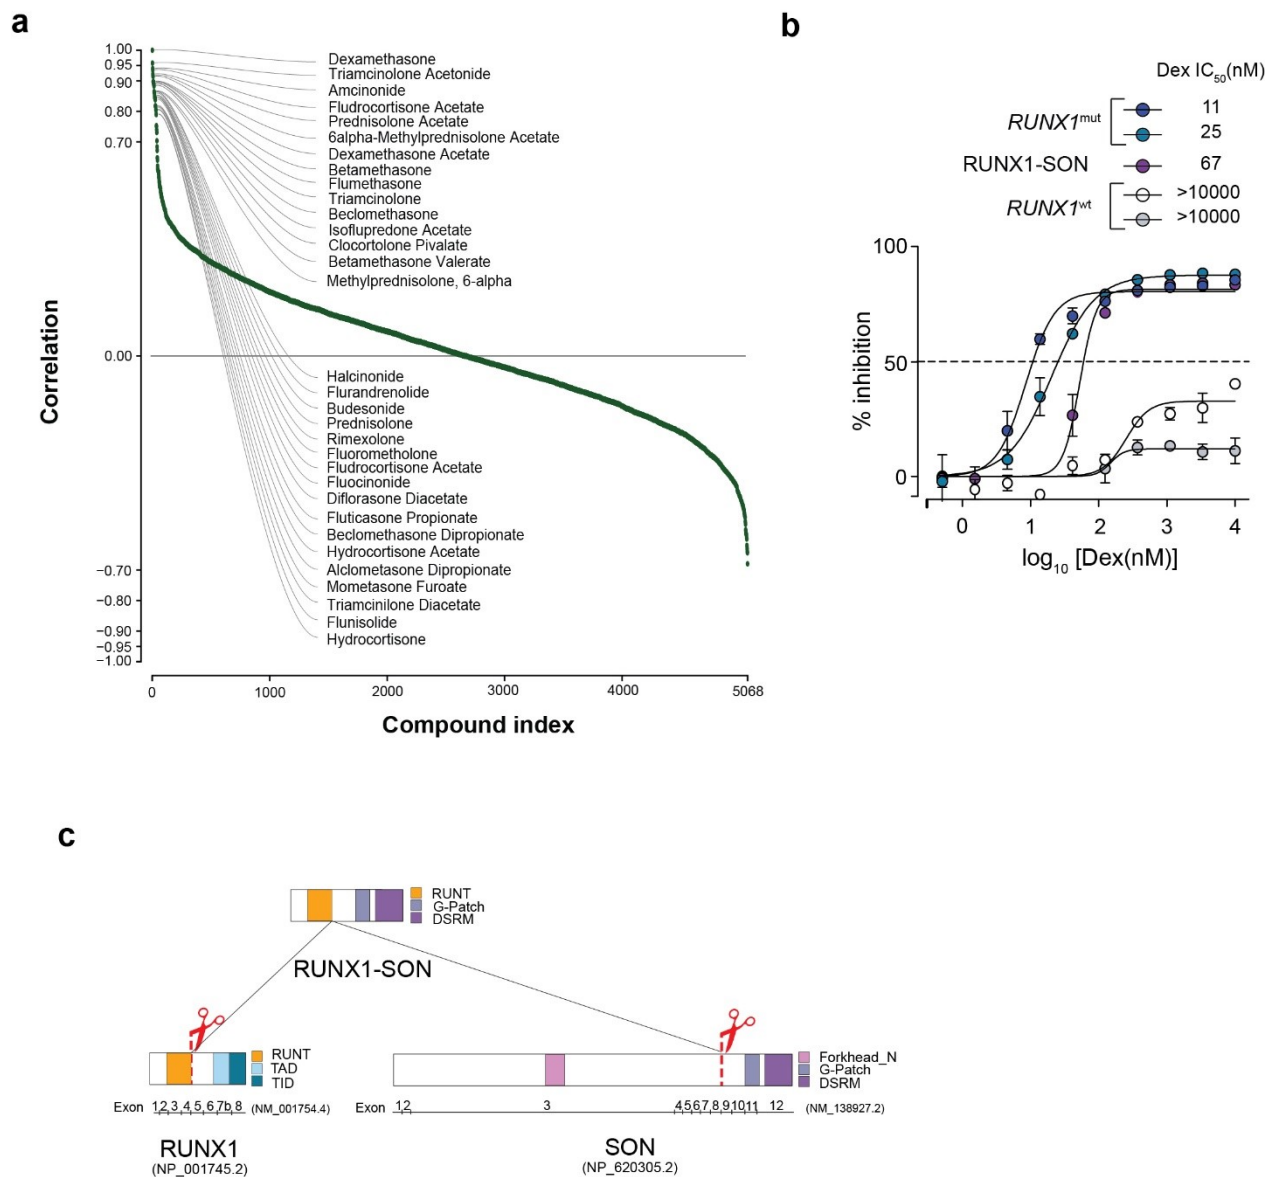 a
1.00
0.95
0.90
0.80
0.70
0.00
−0.70
−0.80
−0.90
−0.95
−1.00
Correlation
Dexamethasone
Triamcinolone Acetonide
Amcinonide
Fludrocortisone Acetate
Prednisolone Acetate
6alpha-Methylprednisolone Acetate
Dexamethasone Acetate
Betamethasone
Flumethasone
Triamcinolone
Beclomethasone
Isoflupredone Acetate
Clocortolone Pivalate
Betamethasone Valerate
Methylprednisolone, 6-alpha
Halcinonide
Flurandrenolide
Budesonide
Prednisolone
Rimexolone
Fluorometholone
Fludrocortisone Acetate
Fluocinonide
Diflorasone Diacetate
Fluticasone Propionate
Beclomethasone Dipropionate
Hydrocortisone Acetate
Alclometasone Dipropionate
Mometasone Furoate
Triamcinilone Diacetate
Flunisolide
Hydrocortisone
0 1000 2000 3000 4000 5068
Compound index
b
Dex IC50(nM)
RUNX1mut 11
25
RUNX1-SON 67
RUNX1wt >10000
>10000
100
50
0
% inhibition
0 1 2 3 4
log10 [Dex(nM)]
c
RUNT
G-Patch
DSRM
RUNX1-SON
RUNT
TAD
TID
Exon 12 3 4 5 6 7b 8 (NM_001754.4)
RUNX1
(NP_001745.2)
Forkhead_N
G-Patch
DSRM
Exon 12 3 4 5 6 7 8 9 10 11 12 (NM_138927.2)
SON
(NP_620305.2)